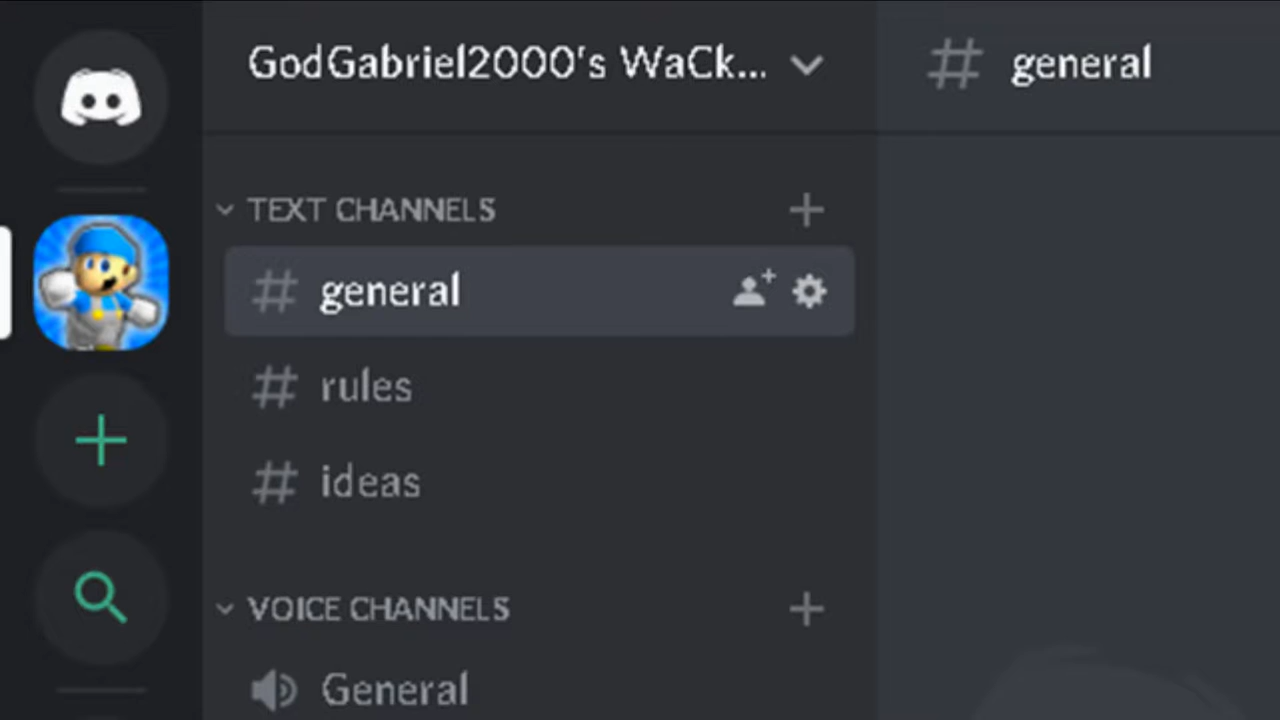 GodGabriel2000's WaCk...
general
TEXT CHANNELS
general
rules
ideas
VOICE CHANNELS
General